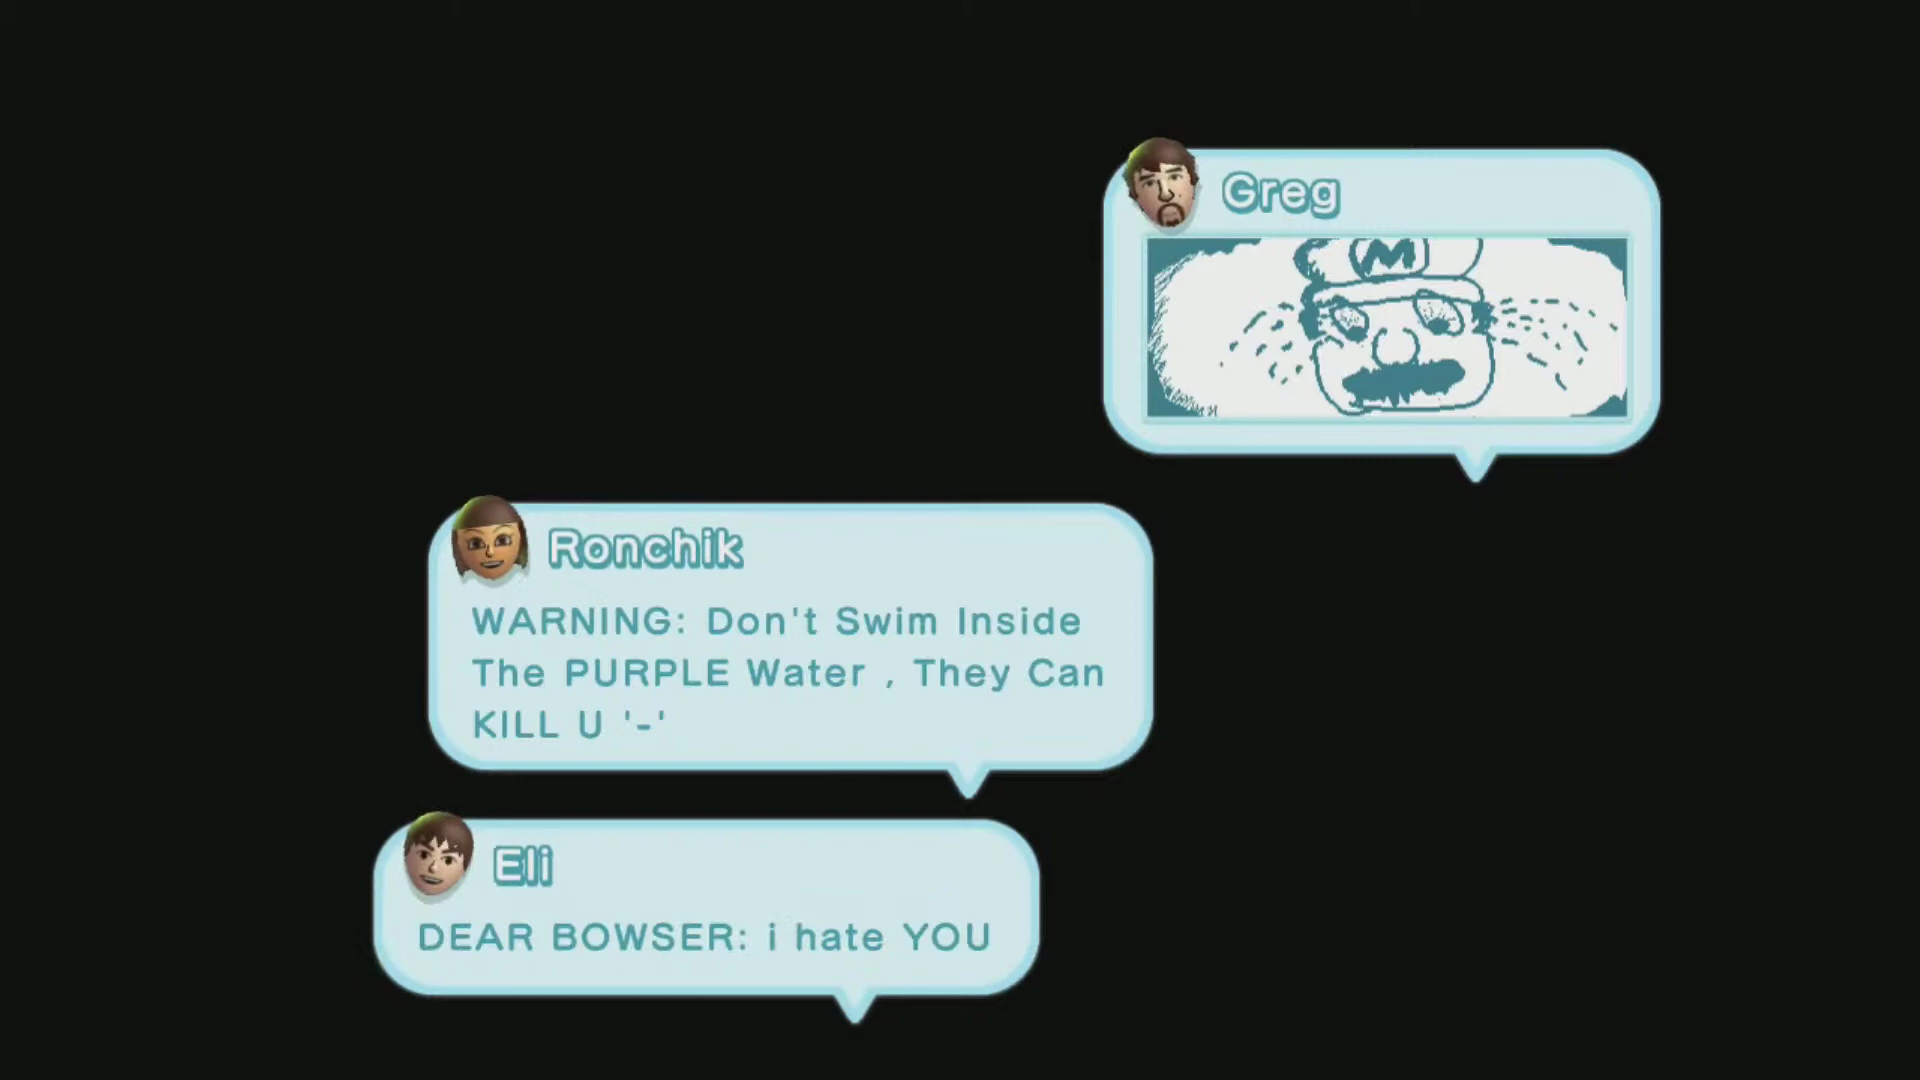 Greg
M
Ronchik
WARNING: Don't Swim Inside
The PURPLE Water , They Can
KILL U '-'
Eli
DEAR BOWSER: i hate YOU